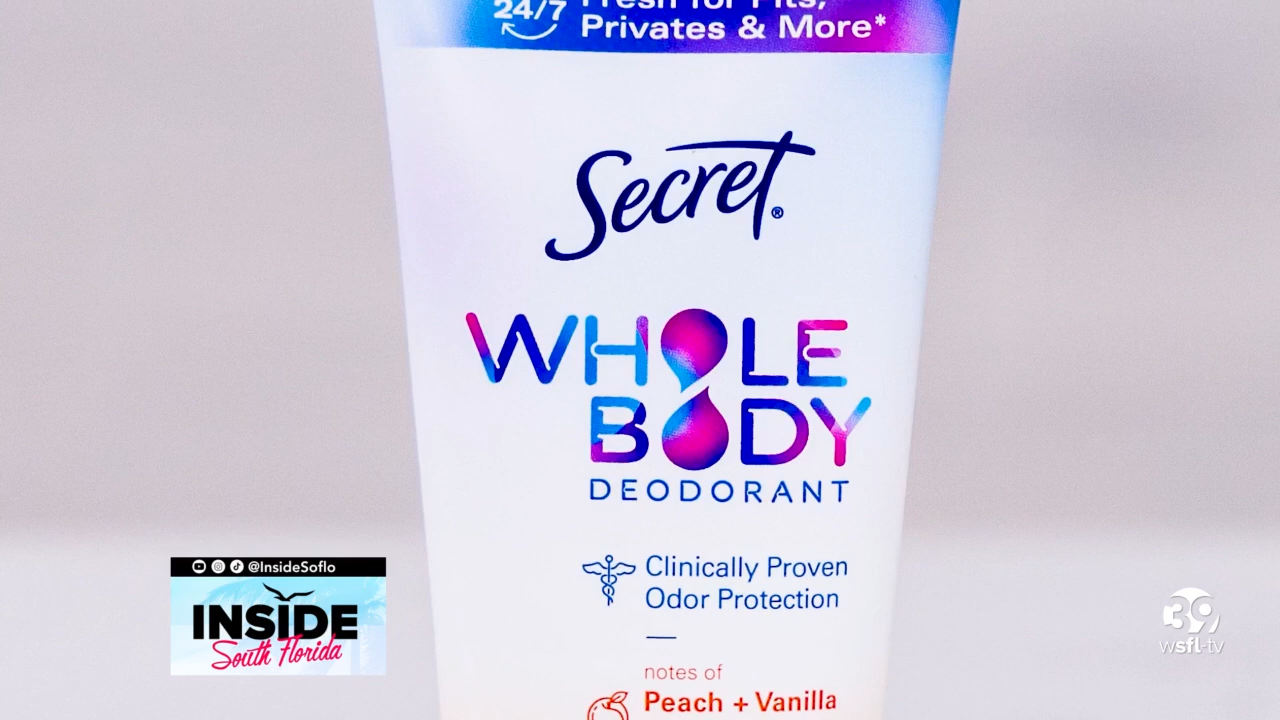 24/7
Fresh for Pits,
Privates & More*
Secret®
WHOLE
BODY
DEODORANT
Clinically Proven
Odor Protection
notes of
Peach + Vanilla
@InsideSoflo
INSIDE
South Florida
39
wsfl-tv